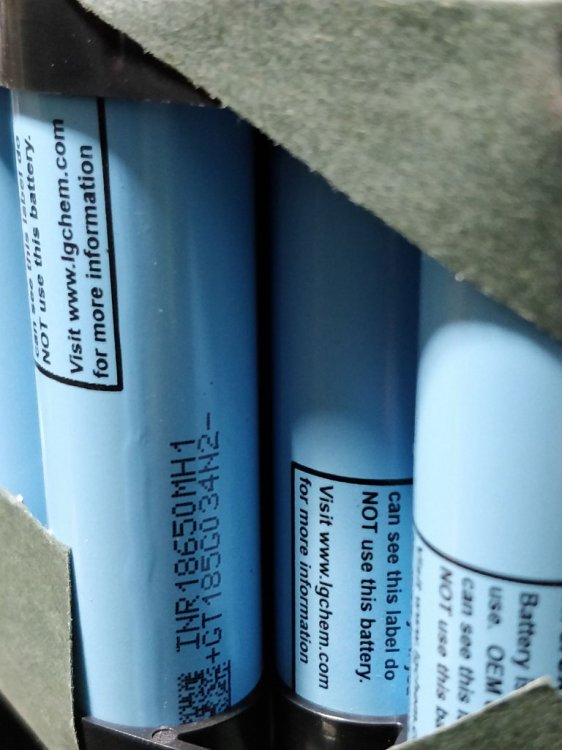 can see this label do
NOT use this battery.
Visit www.lgchem.com
for more information
INR18650MH1
+GT185G034N2-
can see this label do
NOT use this battery.
Visit www.lgchem.com
for more information
Battery
use. OEM
can see this
NOT use this